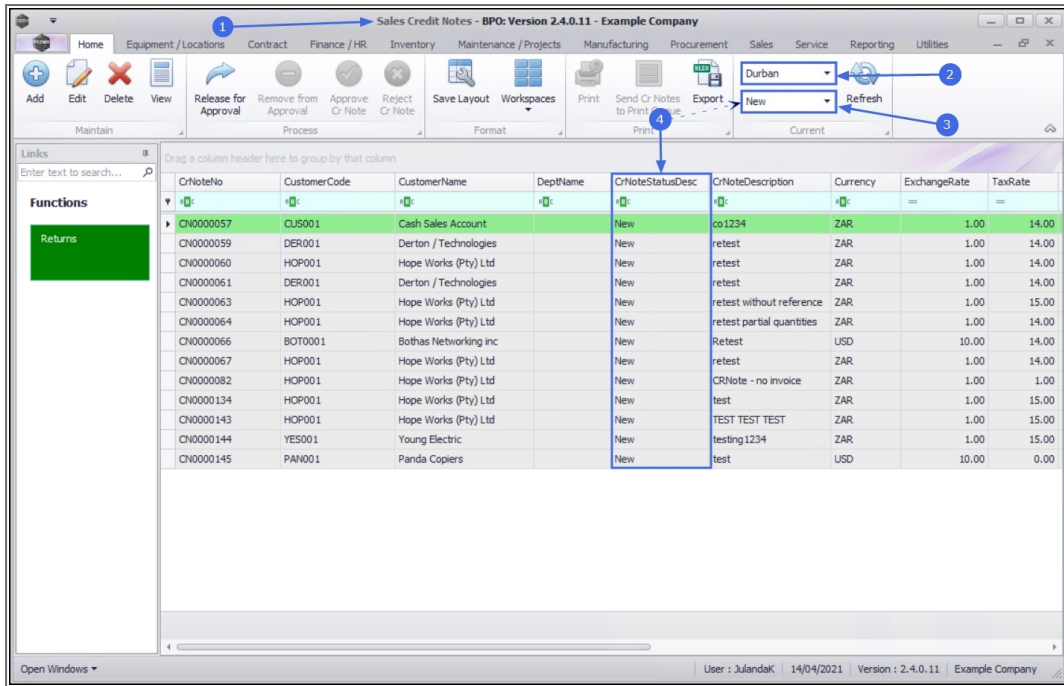 1
Sales Credit Notes - BPO: Version 2.4.0.11 - Example Company
Home Equipment / Locations Contract Finance / HR Inventory Maintenance / Projects Manufacturing Procurement Sales Service Reporting Utilities
Add Edit Delete View Release for Approval Remove from Approval Approve Cr Note Reject Cr Note Save Layout Workspaces Print Send Cr Notes to Print Queue Export Durban New Refresh
2
3
4
Maintain Process Format Print Current
Links
Enter text to search...
Functions
Returns
Drag a column header here to group by that column
CrNoteNo CustomerCode CustomerName DeptName CrNoteStatusDesc CrNoteDescription Currency ExchangeRate TaxRate
= =
CN0000057 CUS001 Cash Sales Account New co1234 ZAR 1.00 14.00
CN0000059 DER001 Derton / Technologies New retest ZAR 1.00 14.00
CN0000060 HOP001 Hope Works (Pty) Ltd New retest ZAR 1.00 14.00
CN0000061 DER001 Derton / Technologies New retest ZAR 1.00 14.00
CN0000063 HOP001 Hope Works (Pty) Ltd New retest without reference ZAR 1.00 15.00
CN0000064 HOP001 Hope Works (Pty) Ltd New retest partial quantities ZAR 1.00 14.00
CN0000066 BOT0001 Bothas Networking inc New Retest USD 10.00 14.00
CN0000067 HOP001 Hope Works (Pty) Ltd New retest ZAR 1.00 14.00
CN0000082 HOP001 Hope Works (Pty) Ltd New CRNote - no invoice ZAR 1.00 1.00
CN0000134 HOP001 Hope Works (Pty) Ltd New test ZAR 1.00 15.00
CN0000143 HOP001 Hope Works (Pty) Ltd New TEST TEST TEST ZAR 1.00 15.00
CN0000144 YES001 Young Electric New testing1234 ZAR 1.00 15.00
CN0000145 PAN001 Panda Copiers New test USD 10.00 0.00
Open Windows User : JulandaK 14/04/2021 Version : 2.4.0.11 Example Company